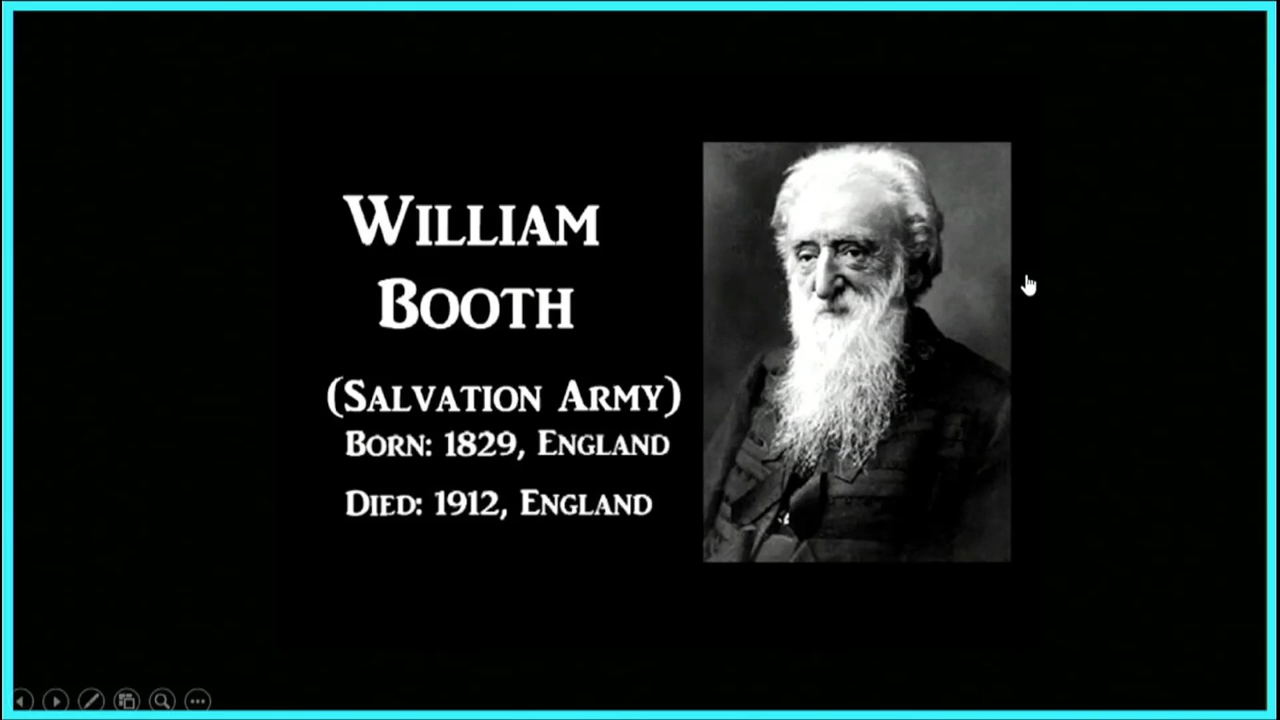 William
Booth
(Salvation Army)
Born: 1829, England
Died: 1912, England